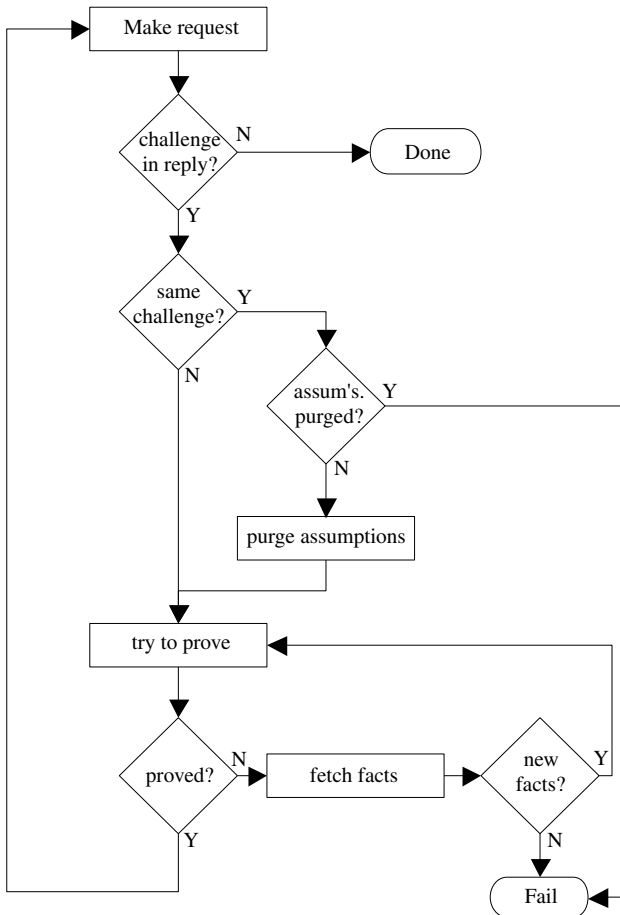 Make request
challenge
in reply?
N
Done
Y
same
challenge?
Y
N
assum's.
purged?
Y
N
purge assumptions
try to prove
proved?
N
fetch facts
new
facts?
Y
Y
N
Fail